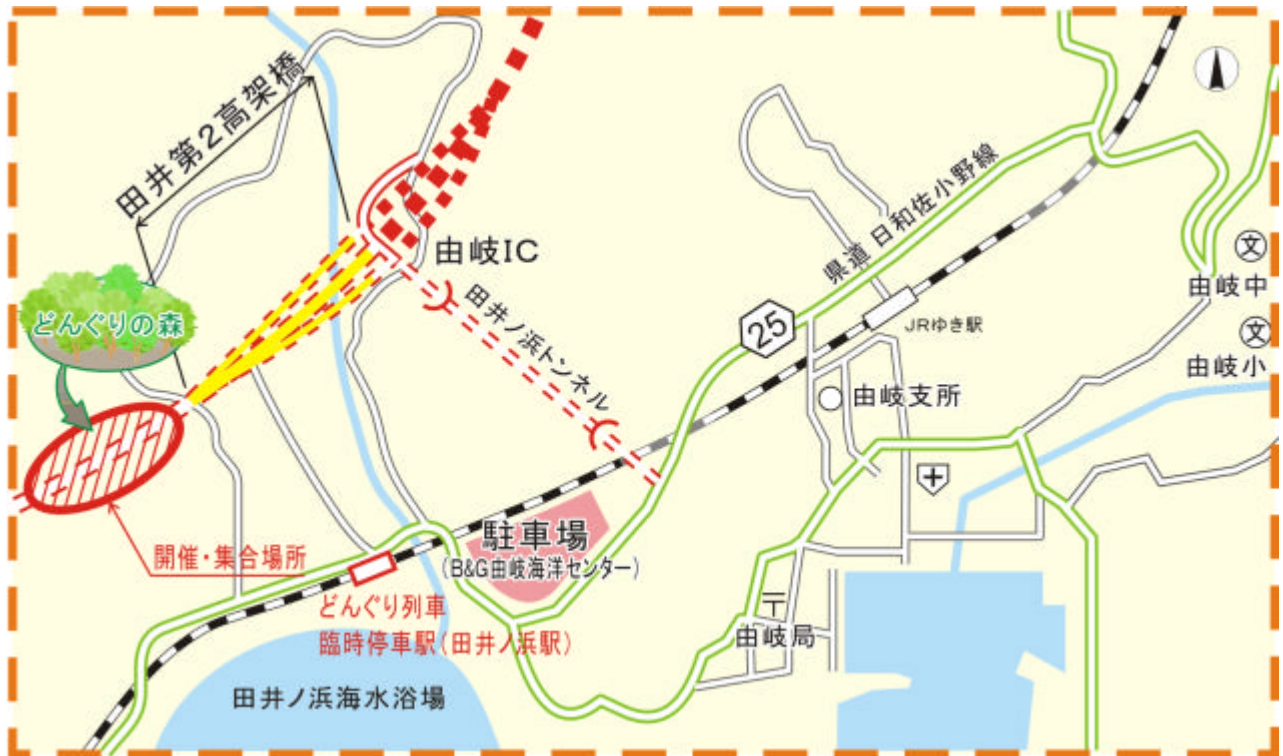 田井第2高架橋
由岐IC
どんぐりの森
田井ノ浜トンネル
25
県道 日和佐小野線
JRゆき駅
文
由岐中
文
由岐小
由岐支所
開催・集合場所
駐車場
(B&G由岐海洋センター)
どんぐり列車
臨時停車駅(田井ノ浜駅)
〒
由岐局
田井ノ浜海水浴場